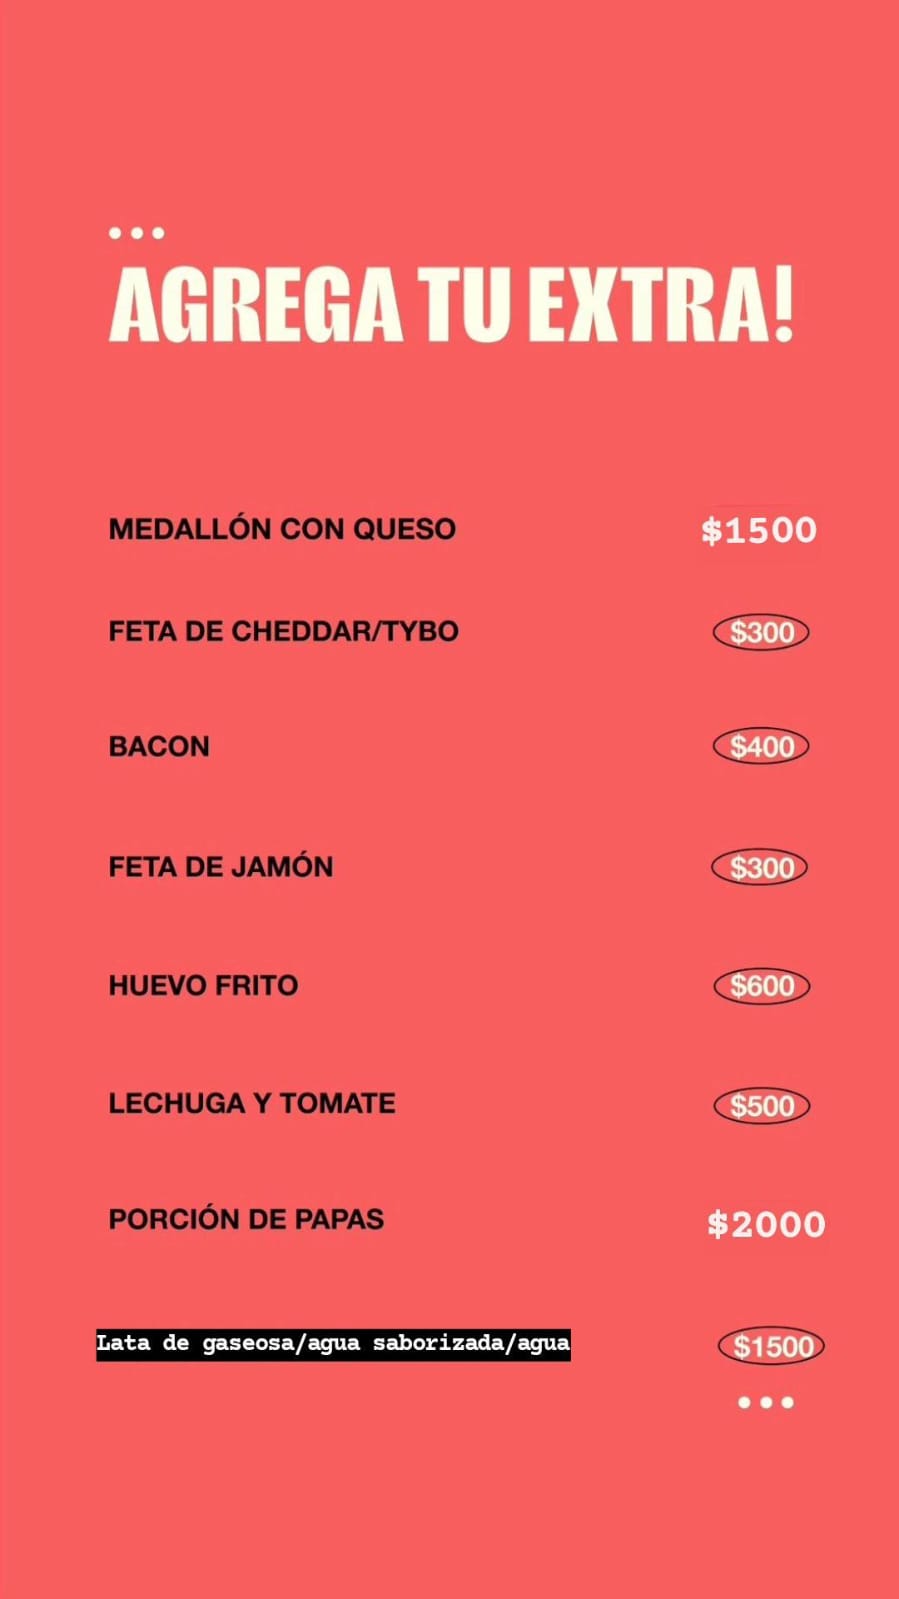 AGREGA TU EXTRA!
MEDALLÓN CON QUESO $1500
FETA DE CHEDDAR/TYBO $300
BACON $400
FETA DE JAMÓN $300
HUEVO FRITO $600
LECHUGA Y TOMATE $500
PORCIÓN DE PAPAS $2000
Lata de gaseosa/agua saborizada/agua $1500